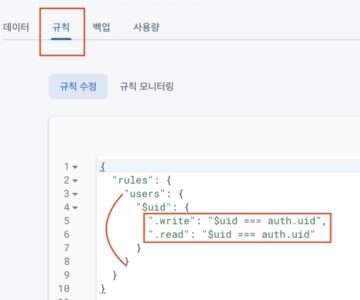 데이터 규칙 백업 사용량
규칙 수정 규칙 모니터링
1 {
2 "rules": {
3 "users": {
4 "$uid": {
5 ".write": "$uid === auth.uid",
6 ".read": "$uid === auth.uid"
7 }
8 }
9 }
10 }